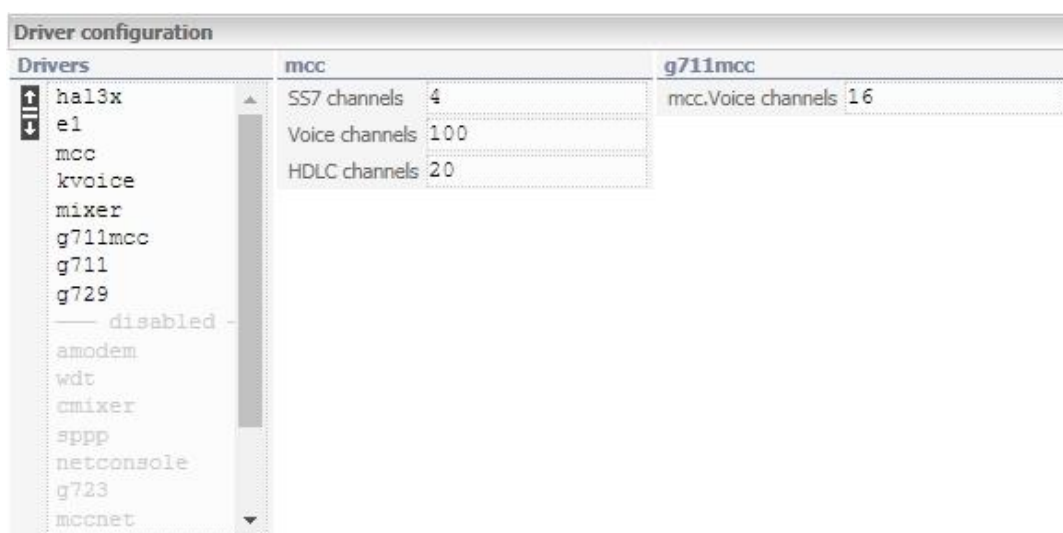 Driver configuration
Drivers
hal3x
e1
mcc
kvoice
mixer
g711mcc
g711
g729
—— disabled -
amodem
wdt
cmixer
sppp
netconsole
g723
mccnet
mcc
SS7 channels 4
Voice channels 100
HDLC channels 20
g711mcc
mcc.Voice channels 16